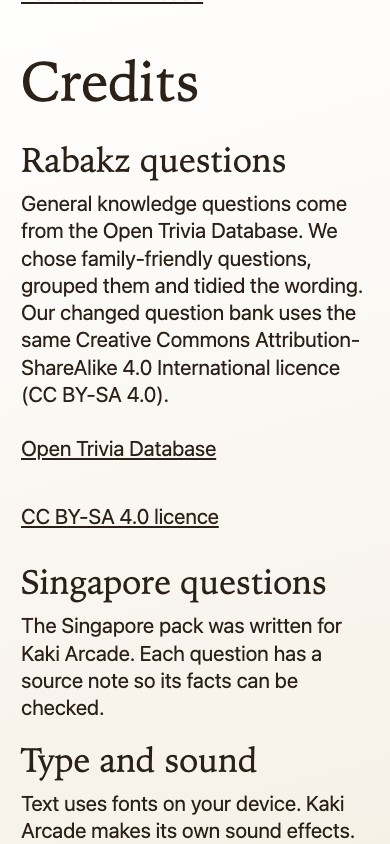 Credits
Rabakz questions
General knowledge questions come
from the Open Trivia Database. We
chose family-friendly questions,
grouped them and tidied the wording.
Our changed question bank uses the
same Creative Commons Attribution-
ShareAlike 4.0 International licence
(CC BY-SA 4.0).
Open Trivia Database
CC BY-SA 4.0 licence
Singapore questions
The Singapore pack was written for
Kaki Arcade. Each question has a
source note so its facts can be
checked.
Type and sound
Text uses fonts on your device. Kaki
Arcade makes its own sound effects.